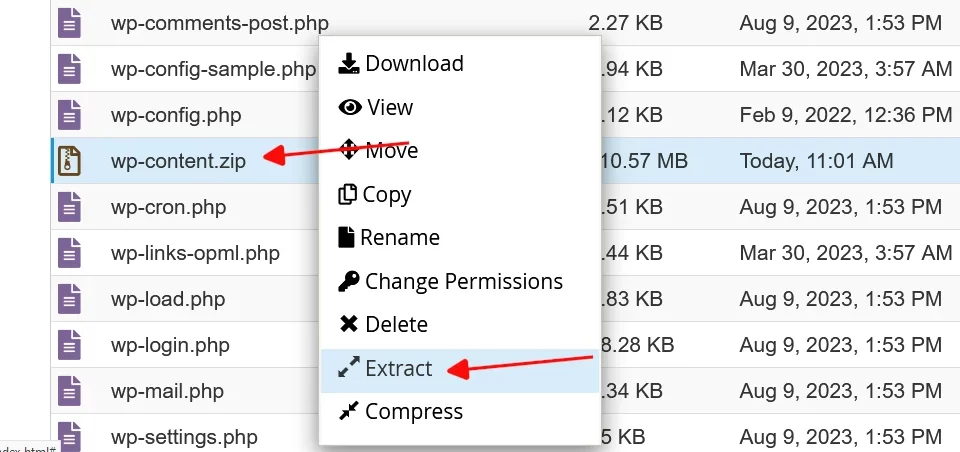 wp-comments-post.php 2.27 KB Aug 9, 2023, 1:53 PM
Download
wp-config-sample.php .94 KB Mar 30, 2023, 3:57 AM
View
wp-config.php .12 KB Feb 9, 2022, 12:36 PM
Move
wp-content.zip 10.57 MB Today, 11:01 AM
Copy
wp-cron.php .51 KB Aug 9, 2023, 1:53 PM
Rename
wp-links-opml.php .44 KB Mar 30, 2023, 3:57 AM
Change Permissions
wp-load.php .83 KB Aug 9, 2023, 1:53 PM
Delete
wp-login.php 8.28 KB Aug 9, 2023, 1:53 PM
Extract
wp-mail.php .34 KB Aug 9, 2023, 1:53 PM
Compress
wp-settings.php 5 KB Aug 9, 2023, 1:53 PM